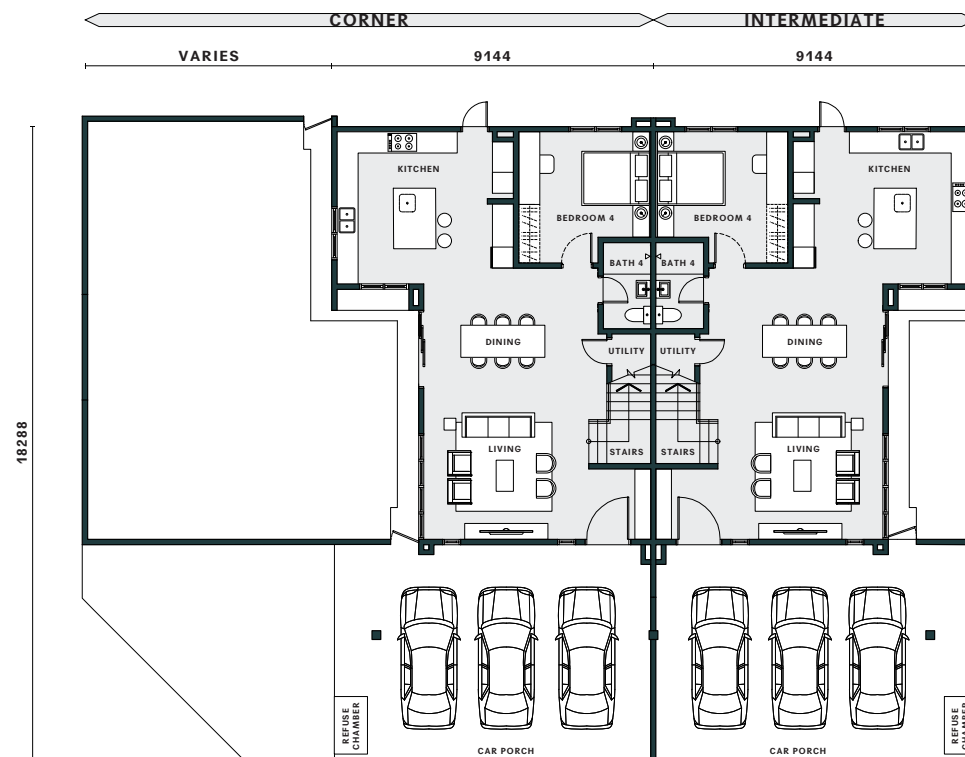 CORNER
INTERMEDIATE
VARIES
9144
9144
18288
KITCHEN
KITCHEN
BEDROOM 4
BEDROOM 4
BATH 4
BATH 4
DINING
UTILITY
UTILITY
DINING
LIVING
STAIRS
STAIRS
LIVING
REFUSE
CHAMBER
REFUSE
CHAMBER
CAR PORCH
CAR PORCH